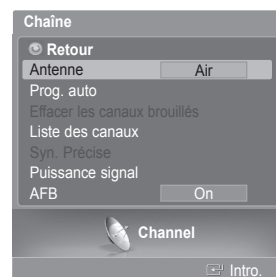 Chaîne
Retour
Antenne Air
Prog. auto
Effacer les canaux brouillés
Liste des canaux
Syn. Précise
Puissance signal
AFB On
Channel
Intro.